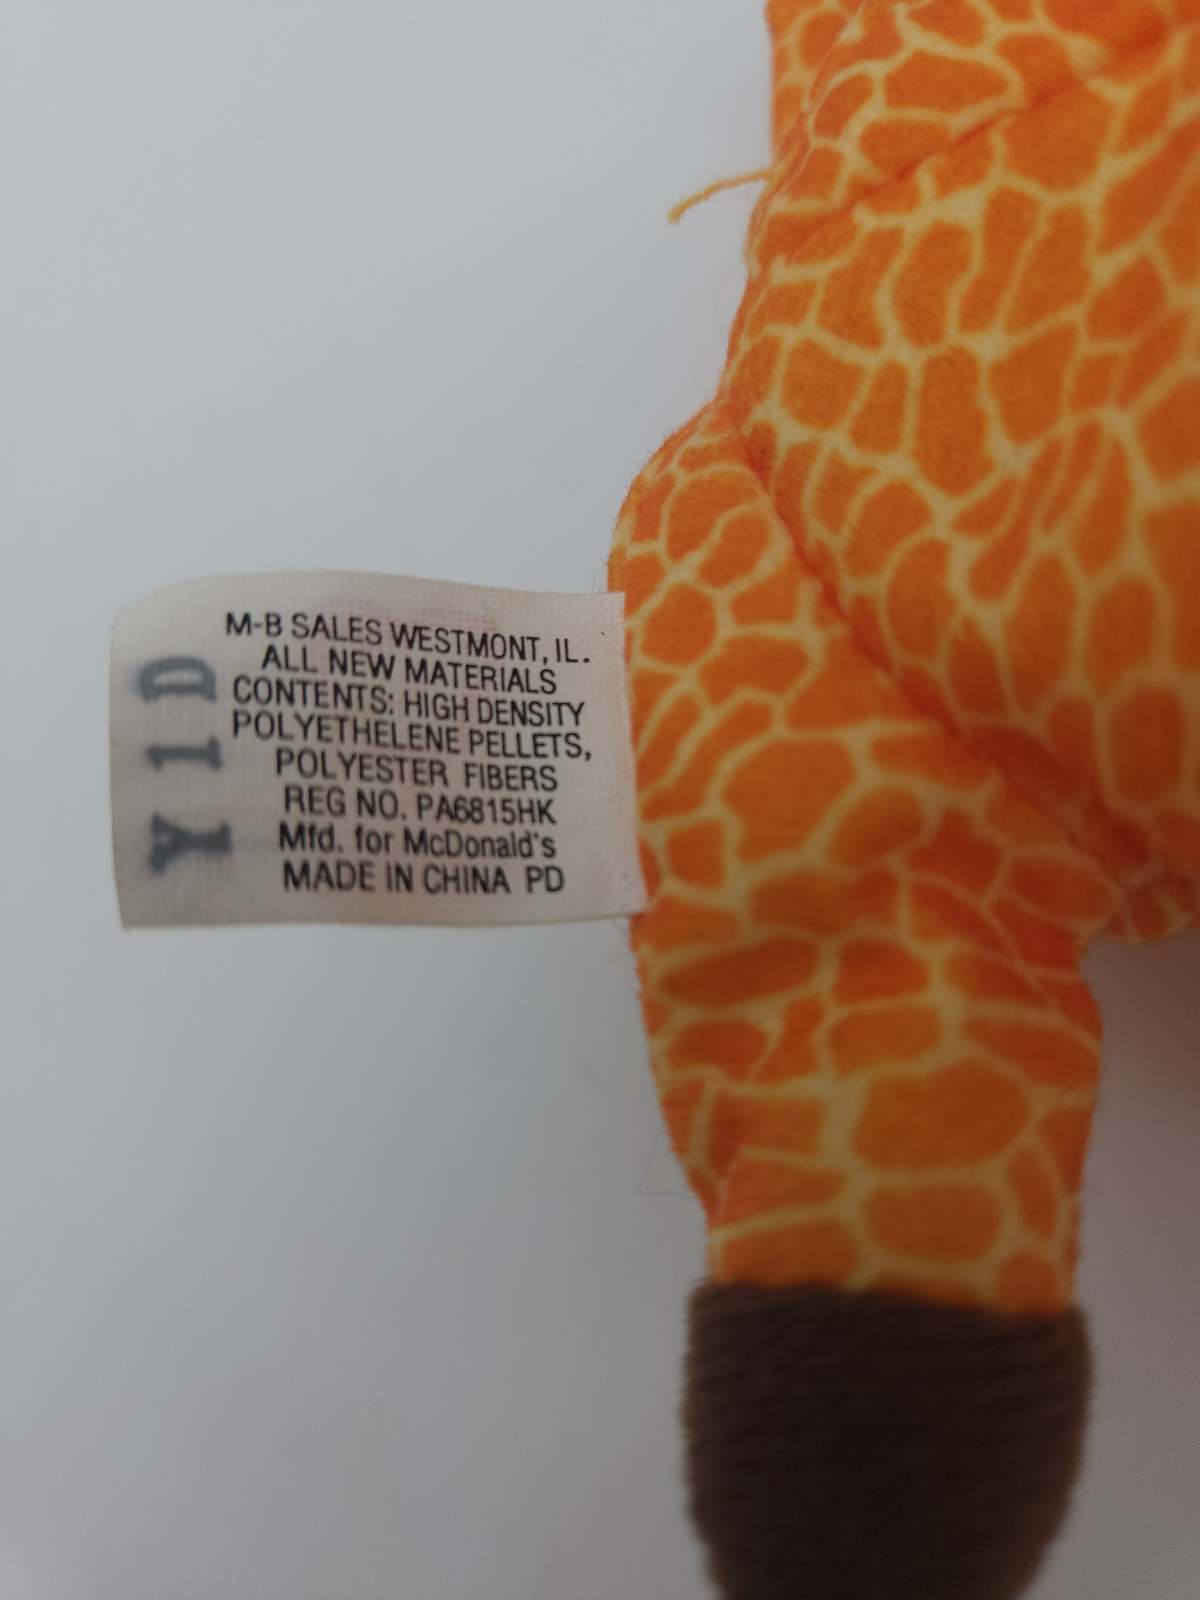 M-B SALES WESTMONT, IL.
ALL NEW MATERIALS
CONTENTS: HIGH DENSITY
POLYETHELENE PELLETS,
POLYESTER FIBERS
REG NO. PA6815HK
Mfd. for McDonald's
MADE IN CHINA PD
Y1D